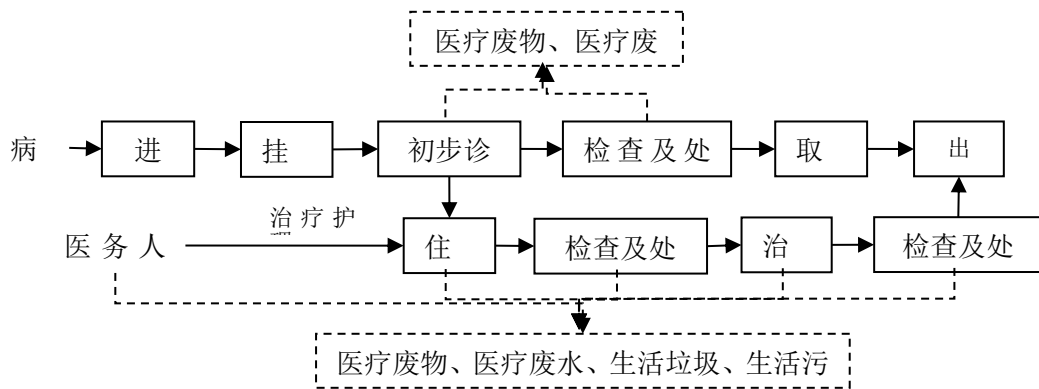 医疗废物、医疗废
病 进 挂 初步诊 检查及处 取 出
治疗护
医务人 住 检查及处 治 检查及处
医疗废物、医疗废水、生活垃圾、生活污